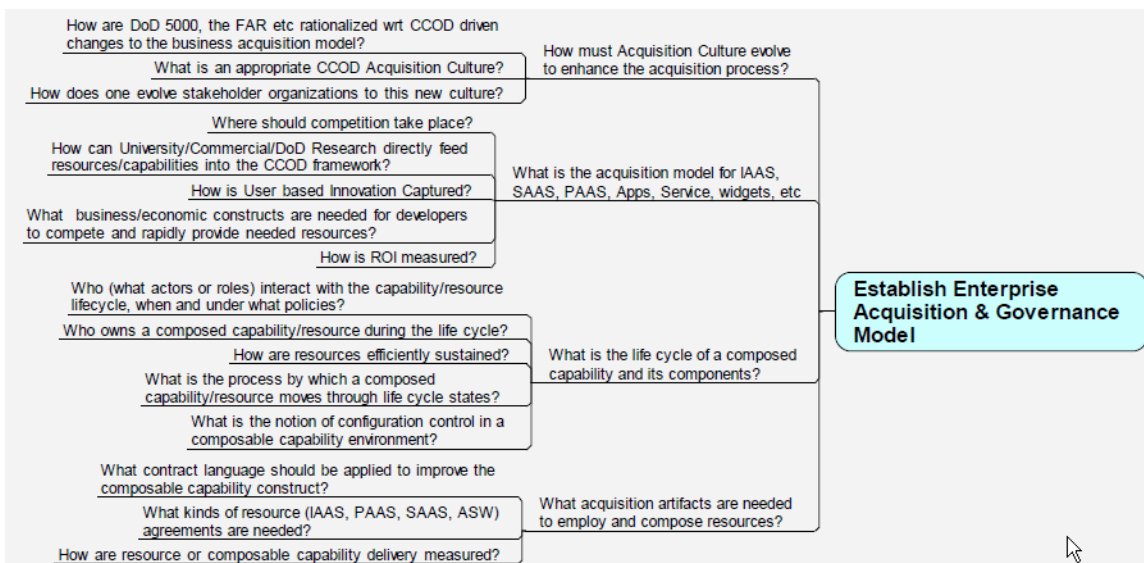 How are DoD 5000, the FAR etc rationalized wrt CCOD driven
changes to the business acquisition model?
What is an appropriate CCOD Acquisition Culture?
How does one evolve stakeholder organizations to this new culture?
How must Acquisition Culture evolve
to enhance the acquisition process?
Where should competition take place?
How can University/Commercial/DoD Research directly feed
resources/capabilities into the CCOD framework?
How is User based Innovation Captured?
What business/economic constructs are needed for developers
to compete and rapidly provide needed resources?
How is ROI measured?
What is the acquisition model for IAAS,
SAAS, PAAS, Apps, Service, widgets, etc
Who (what actors or roles) interact with the capability/resource
lifecycle, when and under what policies?
Who owns a composed capability/resource during the life cycle?
How are resources efficiently sustained?
What is the process by which a composed
capability/resource moves through life cycle states?
What is the notion of configuration control in a
composable capability environment?
What is the life cycle of a composed
capability and its components?
What contract language should be applied to improve the
composable capability construct?
What kinds of resource (IAAS, PAAS, SAAS, ASW)
agreements are needed?
How are resource or composable capability delivery measured?
What acquisition artifacts are needed
to employ and compose resources?
Establish Enterprise
Acquisition & Governance
Model